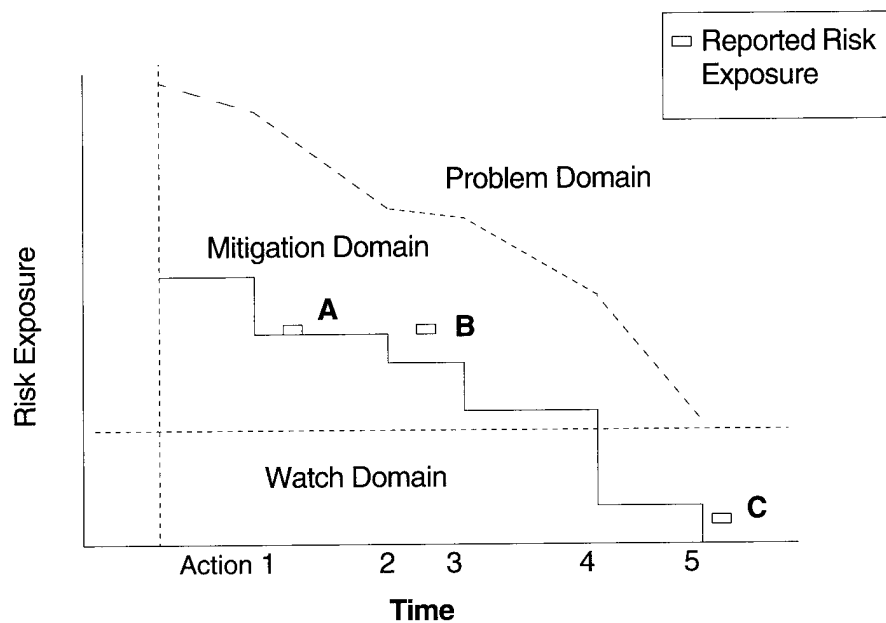 Reported Risk
Exposure
Problem Domain
Mitigation Domain
A
B
Risk Exposure
Watch Domain
C
Action 1 2 3 4 5
Time